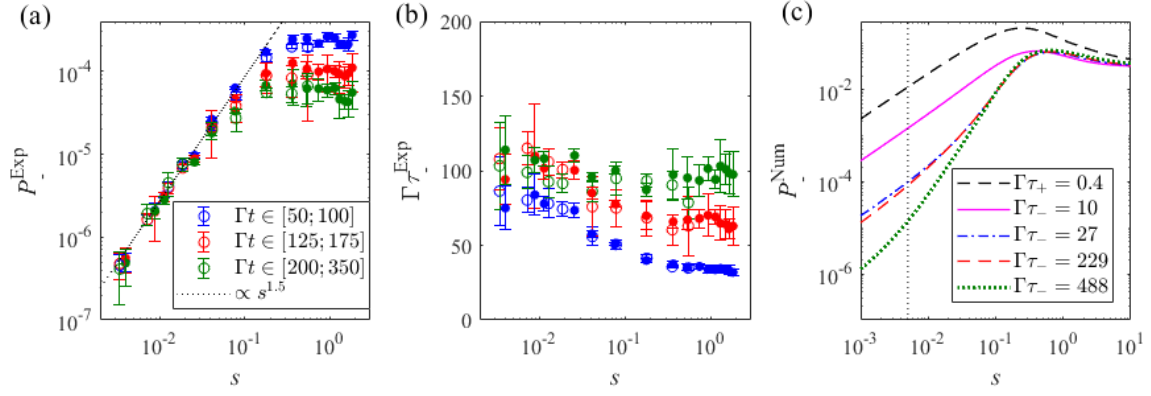 (a)
P_-^Exp
10^-4
10^-5
10^-6
10^-7
10^-2
10^-1
10^0
s
Γt ∈ [50; 100]
Γt ∈ [125; 175]
Γt ∈ [200; 350]
∝ s^1.5
(b)
Γτ_-^Exp
200
150
100
50
0
10^-2
10^-1
10^0
s
(c)
P_-^Num
10^-2
10^-4
10^-6
10^-3
10^-2
10^-1
10^0
10^1
s
Γτ_+ = 0.4
Γτ_- = 10
Γτ_- = 27
Γτ_- = 229
Γτ_- = 488